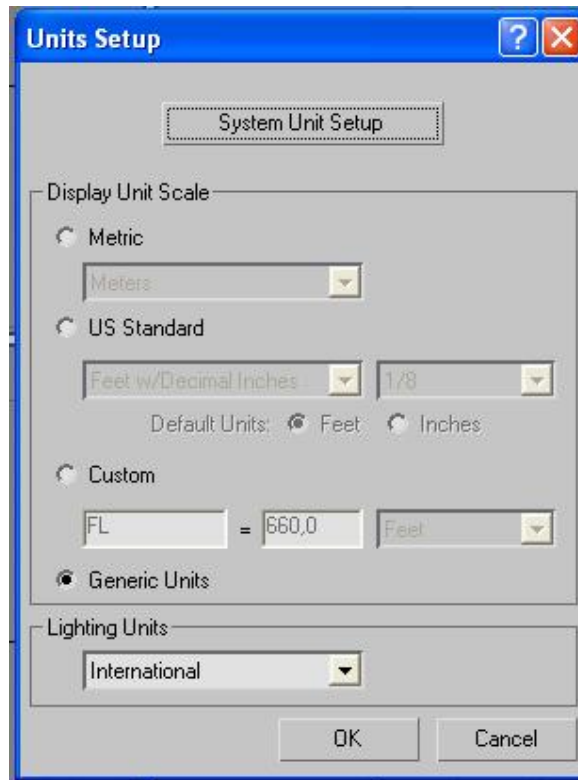 Units Setup
System Unit Setup
Display Unit Scale
Metric
Meters
US Standard
Feet w/Decimal Inches 1/8
Default Units: Feet Inches
Custom
FL = 660,0 Feet
Generic Units
Lighting Units
International
OK Cancel